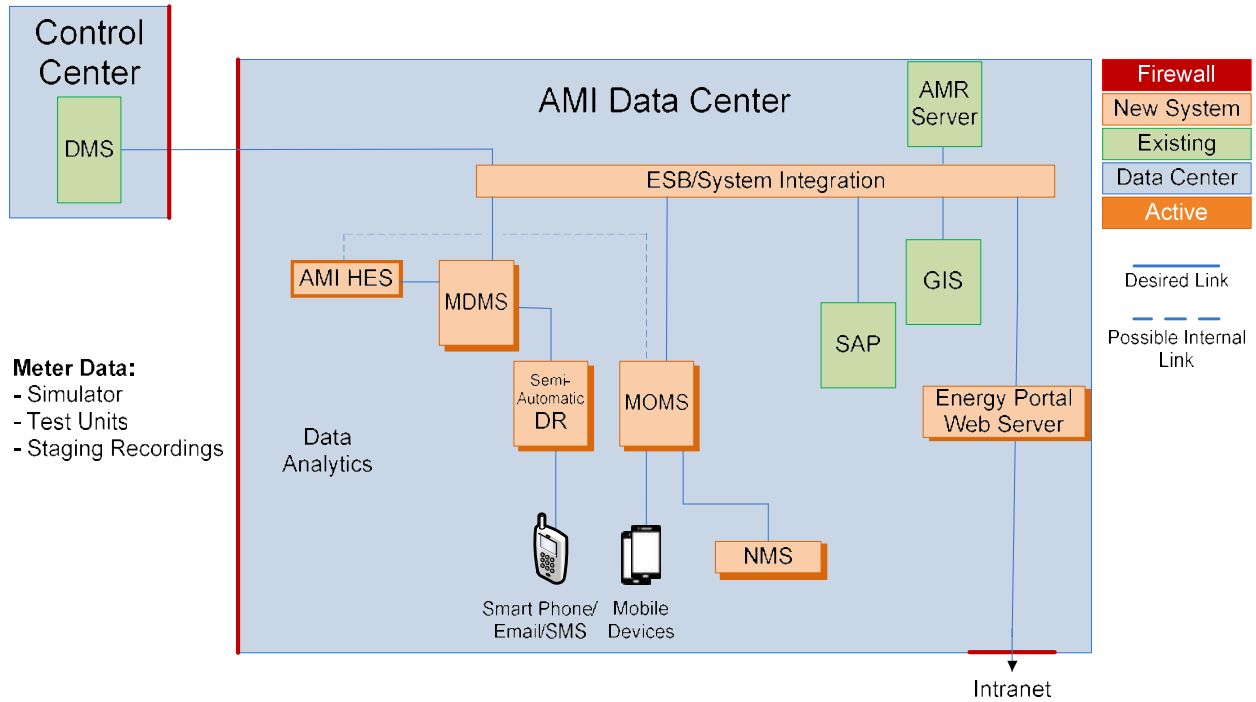 Control
Center
DMS
AMI Data Center
AMR
Server
ESB/System Integration
AMI HES
MDMS
GIS
SAP
Semi-
Automatic
DR
MOMS
Energy Portal
Web Server
Meter Data:
- Simulator
- Test Units
- Staging Recordings
Data
Analytics
NMS
Smart Phone/
Email/SMS
Mobile
Devices
Intranet
Firewall
New System
Existing
Data Center
Active
Desired Link
Possible Internal
Link